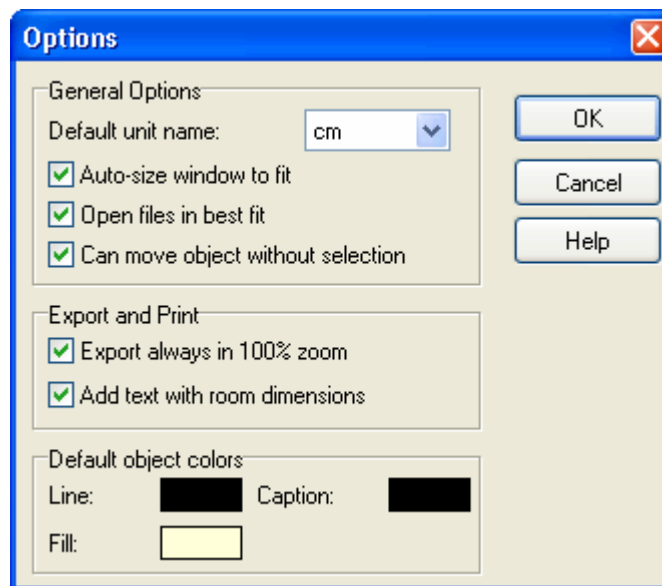 Options
General Options
Default unit name: cm
Auto-size window to fit
Open files in best fit
Can move object without selection
OK
Cancel
Help
Export and Print
Export always in 100% zoom
Add text with room dimensions
Default object colors
Line: Caption:
Fill: